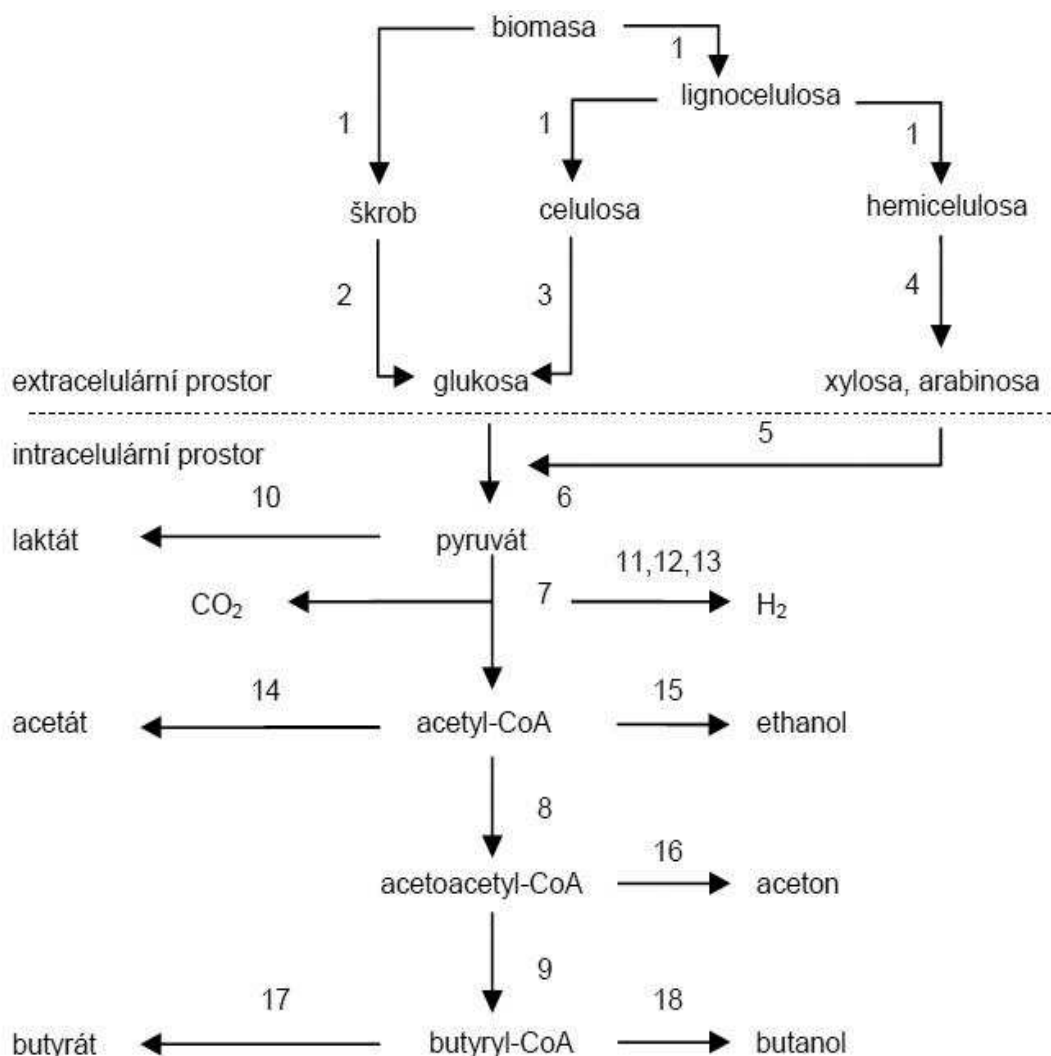 biomasa
1
lignocelulosa
1
1
1
škrob
celulosa
hemicelulosa
2
3
4
extracelulární prostor
glukosa
xylosa, arabinosa
5
intracelulární prostor
10
6
laktát
pyruvát
11,12,13
CO₂
7
H₂
14
15
acetát
acetyl-CoA
ethanol
8
16
acetoacetyl-CoA
aceton
9
17
18
butyrát
butyryl-CoA
butanol